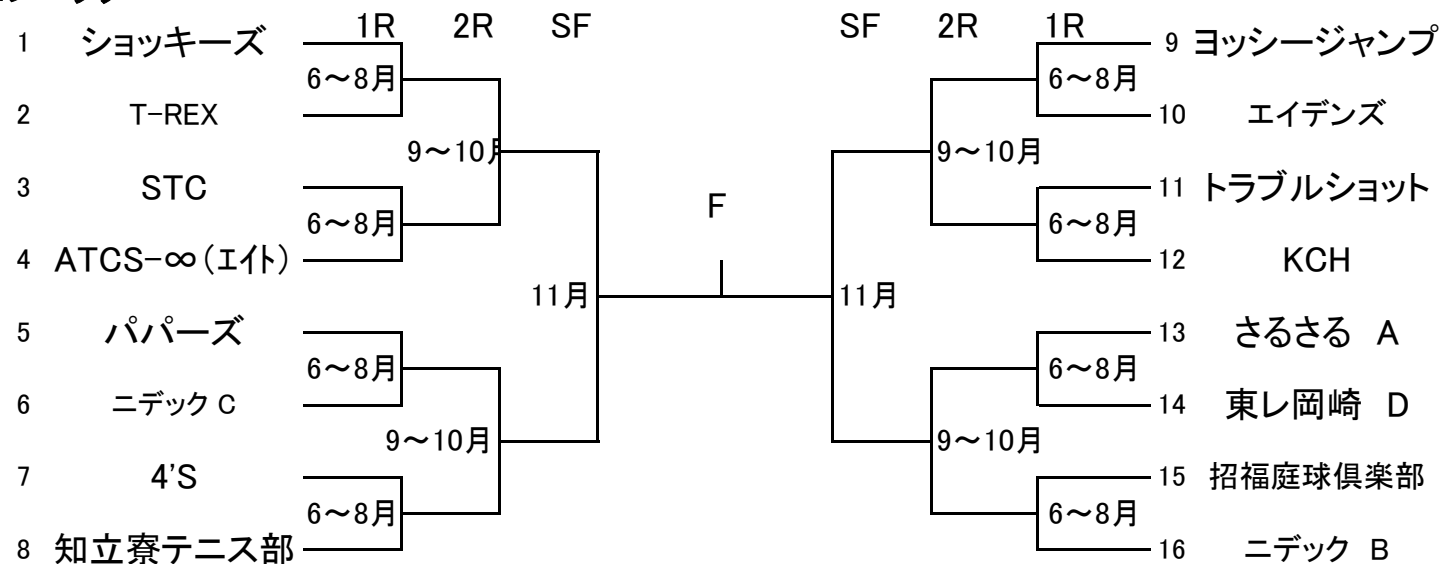 1R 2R SF SF 2R 1R
1 ショッキーズ 9 ヨッシージャンプ
6～8月 6～8月
2 T-REX 10 エイデンズ
9～10月 9～10月
3 STC 11 トラブルショット
6～8月 F 6～8月
4 ATCS-∞(エイト) 12 KCH
11月 11月
5 パパーズ 13 さるさる A
6～8月 6～8月
6 ニデック C 14 東レ岡崎 D
9～10月 9～10月
7 4'S 15 招福庭球倶楽部
6～8月 6～8月
8 知立寮テニス部 16 ニデック B